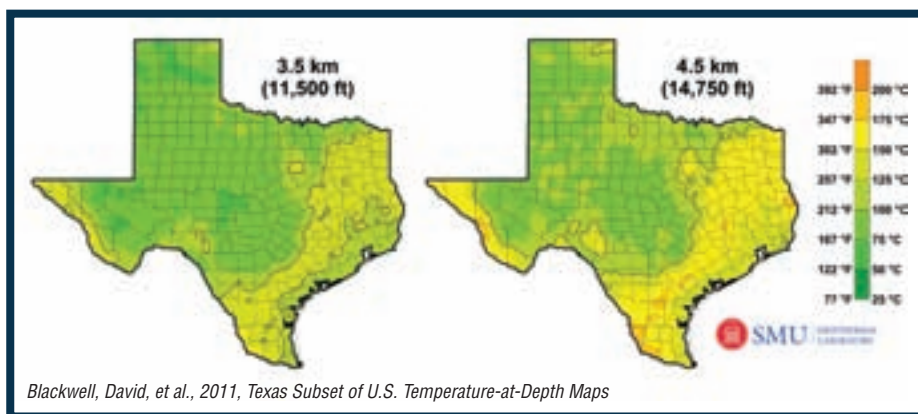 3.5 km
(11,500 ft)
4.5 km
(14,750 ft)
392 °F 200 °C
347 °F 175 °C
302 °F 150 °C
257 °F 125 °C
212 °F 100 °C
167 °F 75 °C
122 °F 50 °C
77 °F 25 °C
SMU
GEOTHERMAL
LABORATORY
Blackwell, David, et al., 2011, Texas Subset of U.S. Temperature-at-Depth Maps